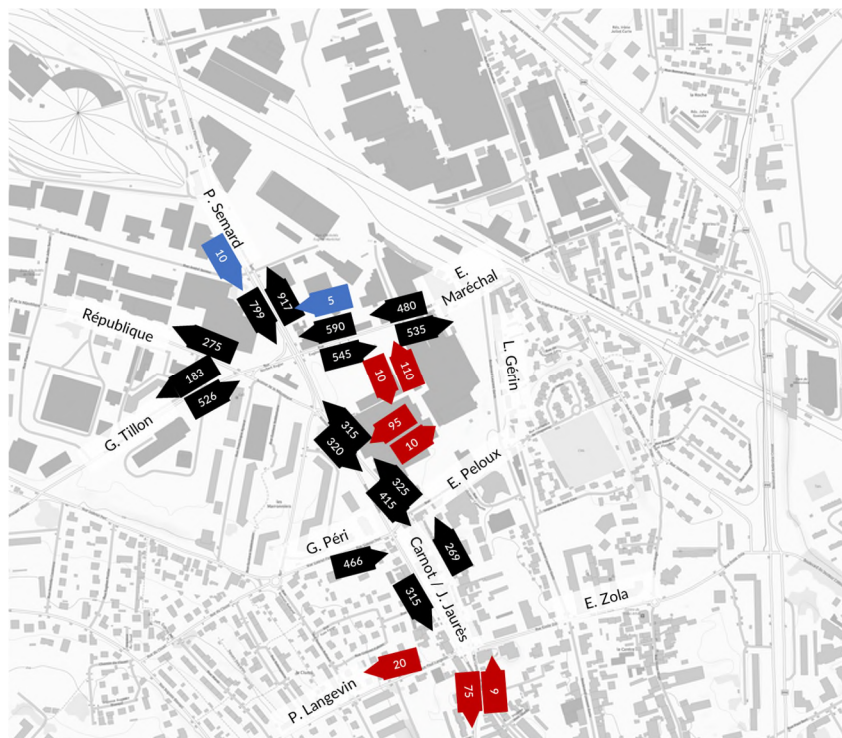 P. Semard
10
799
917
5
590
545
480
535
E.
Maréchal
République
275
183
526
G. Tillon
L. Gérin
10
110
95
10
315
320
325
415
E. Peloux
G. Péri
466
269
Carnot / J. Jaurès
315
E. Zola
20
P. Langevin
75
9